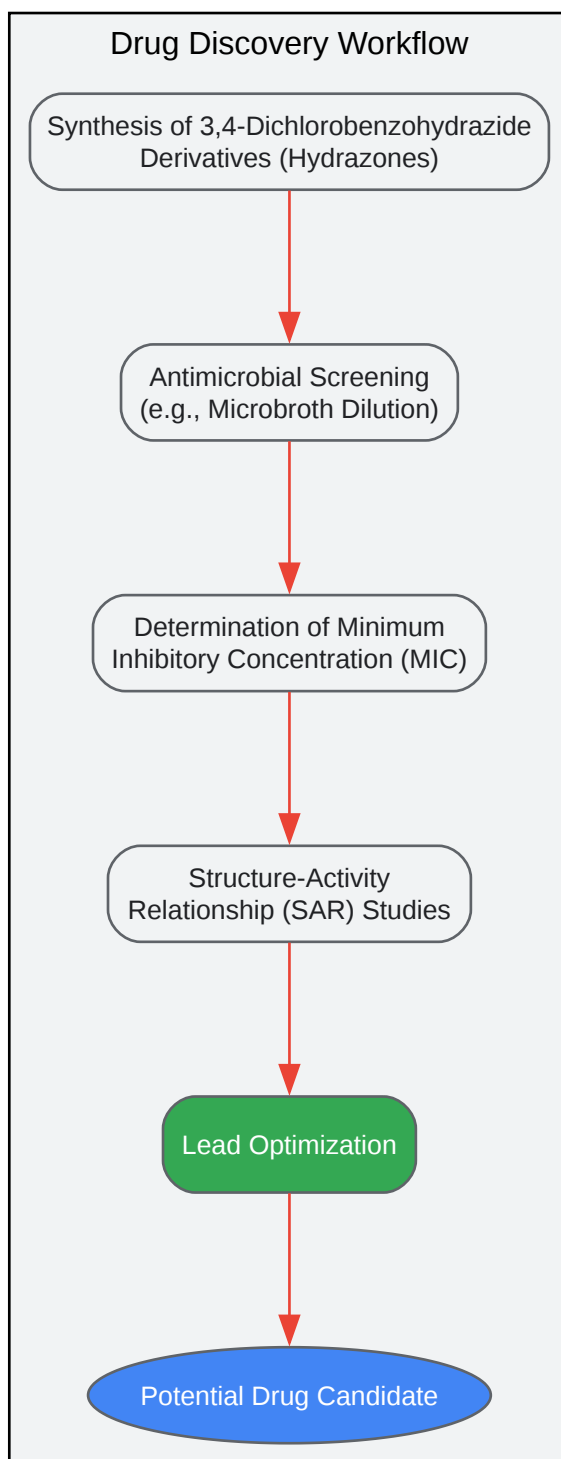 Drug Discovery Workflow
Synthesis of 3,4-Dichlorobenzohydrazide
Derivatives (Hydrazones)
Antimicrobial Screening
(e.g., Microbroth Dilution)
Determination of Minimum
Inhibitory Concentration (MIC)
Structure-Activity
Relationship (SAR) Studies
Lead Optimization
Potential Drug Candidate